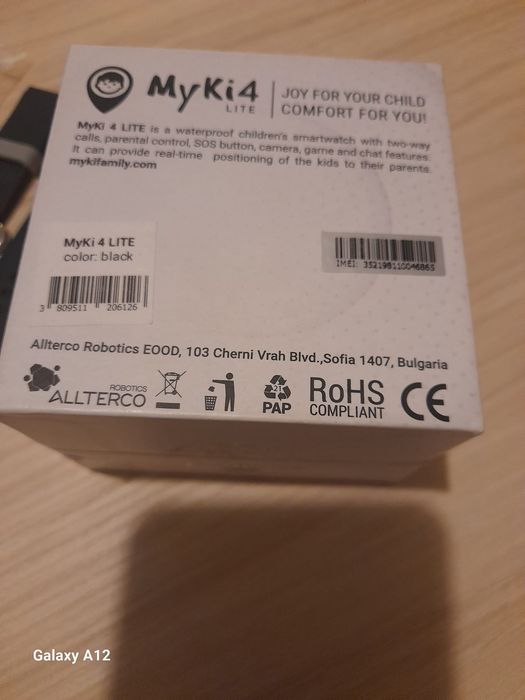 MyKi4
LITE
JOY FOR YOUR CHILD
COMFORT FOR YOU!
MyKi 4 LITE is a waterproof children's smartwatch with two-way
calls, parental control, SOS button, camera, game and chat features.
It can provide real-time positioning of the kids to their parents.
mykifamily.com
MyKi 4 LITE
color: black
3 809511 206126
IMEI: 352198110046865
Allterco Robotics EOOD, 103 Cherni Vrah Blvd.,Sofia 1407, Bulgaria
ROBOTICS
ALLTERCO
21
PAP
RoHS
COMPLIANT
CE
Galaxy A12